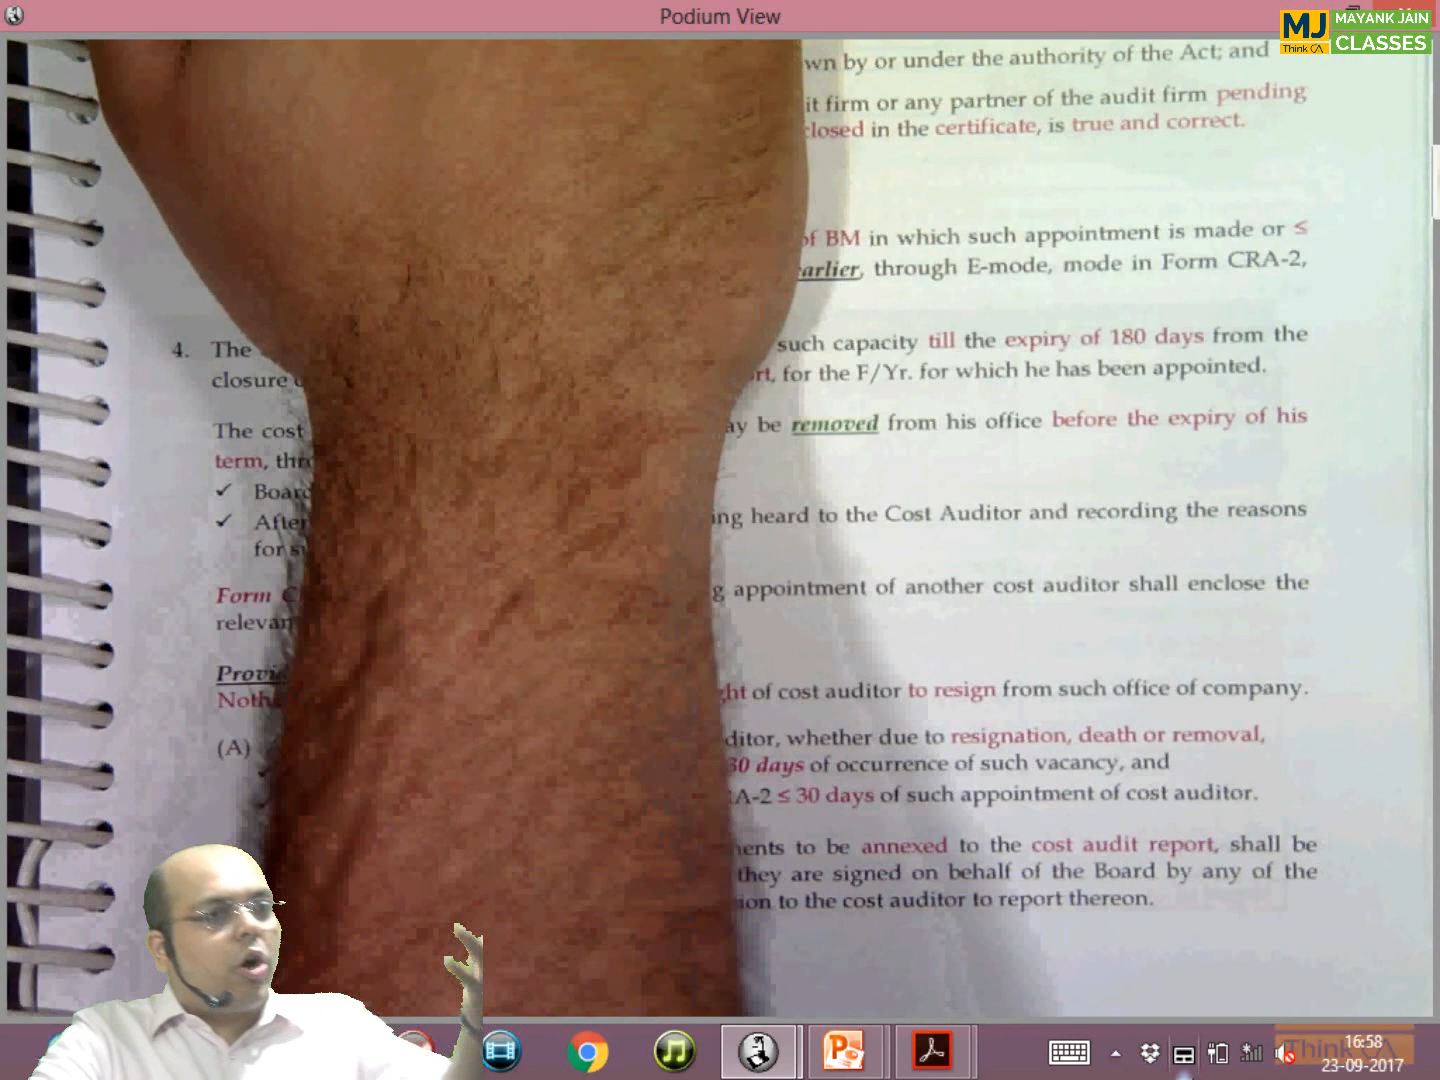 Podium View
MJ
Think CA
MAYANK JAIN
CLASSES
wn by or under the authority of the Act; and
it firm or any partner of the audit firm pending
closed in the certificate, is true and correct.
of BM in which such appointment is made or ≤
earlier, through E-mode, mode in Form CRA-2,
4. The such capacity till the expiry of 180 days from the
closure rt, for the F/Yr. for which he has been appointed.
The cost ay be removed from his office before the expiry of his
term, thr
✓ Board
✓ After ing heard to the Cost Auditor and recording the reasons
for s
Form C g appointment of another cost auditor shall enclose the
relevan
Provi
Noth ght of cost auditor to resign from such office of company.
(A) ditor, whether due to resignation, death or removal,
30 days of occurrence of such vacancy, and
A-2 ≤ 30 days of such appointment of cost auditor.
ents to be annexed to the cost audit report, shall be
they are signed on behalf of the Board by any of the
ion to the cost auditor to report thereon.
Think CA
16:58
23-09-2017